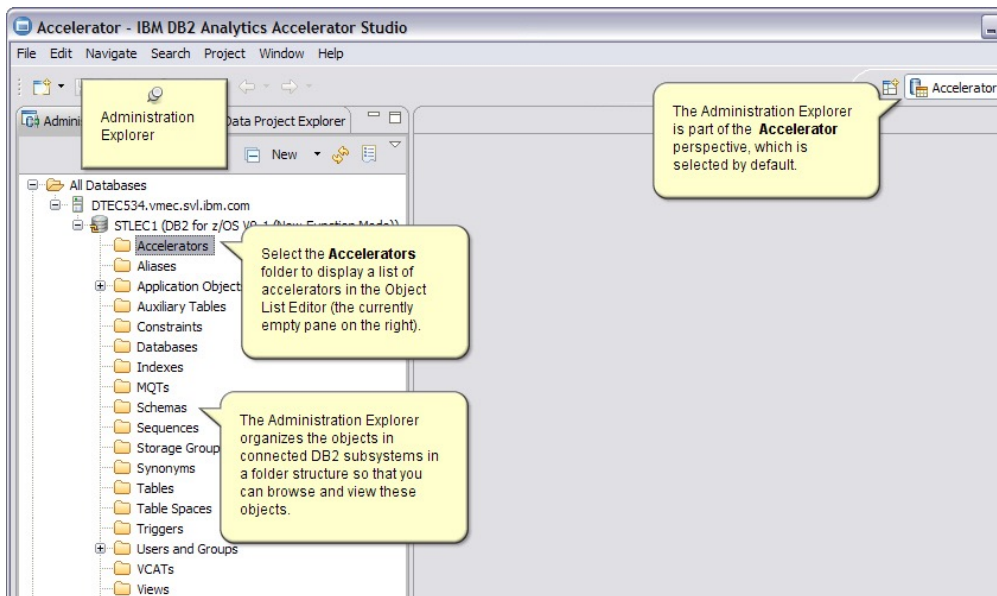 Accelerator - IBM DB2 Analytics Accelerator Studio
File Edit Navigate Search Project Window Help
Accelerator
Administration
Explorer
Data Project Explorer
New
The Administration Explorer
is part of the Accelerator
perspective, which is
selected by default.
All Databases
DTEC534.vmec.svl.ibm.com
STLEC1 (DB2 for z/OS
Accelerators
Aliases
Application Object
Auxiliary Tables
Constraints
Databases
Indexes
MQTs
Schemas
Sequences
Storage Group
Synonyms
Tables
Table Spaces
Triggers
Users and Groups
VCATs
Views
Select the Accelerators
folder to display a list of
accelerators in the Object
List Editor (the currently
empty pane on the right).
The Administration Explorer
organizes the objects in
connected DB2 subsystems in
a folder structure so that you
can browse and view these
objects.